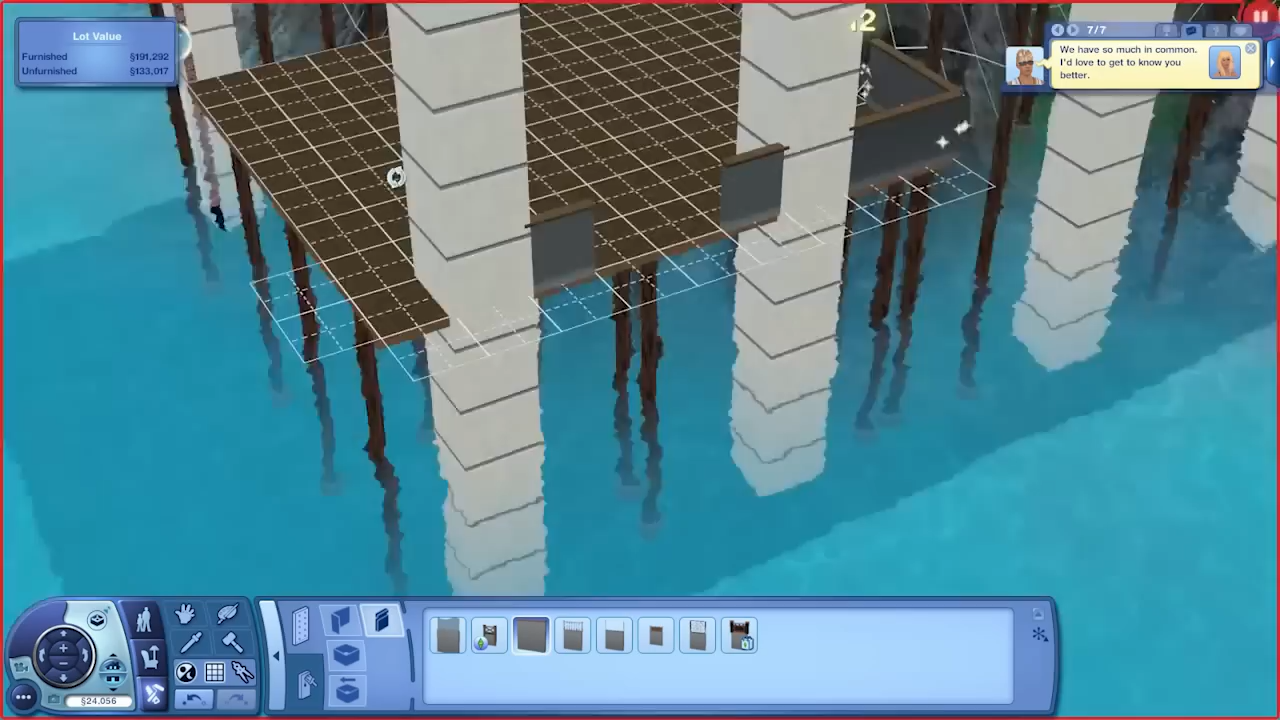 Lot Value
Furnished §191,292
Unfurnished §133,017
2
7/7
We have so much in common.
I'd love to get to know you
better.
§24,056